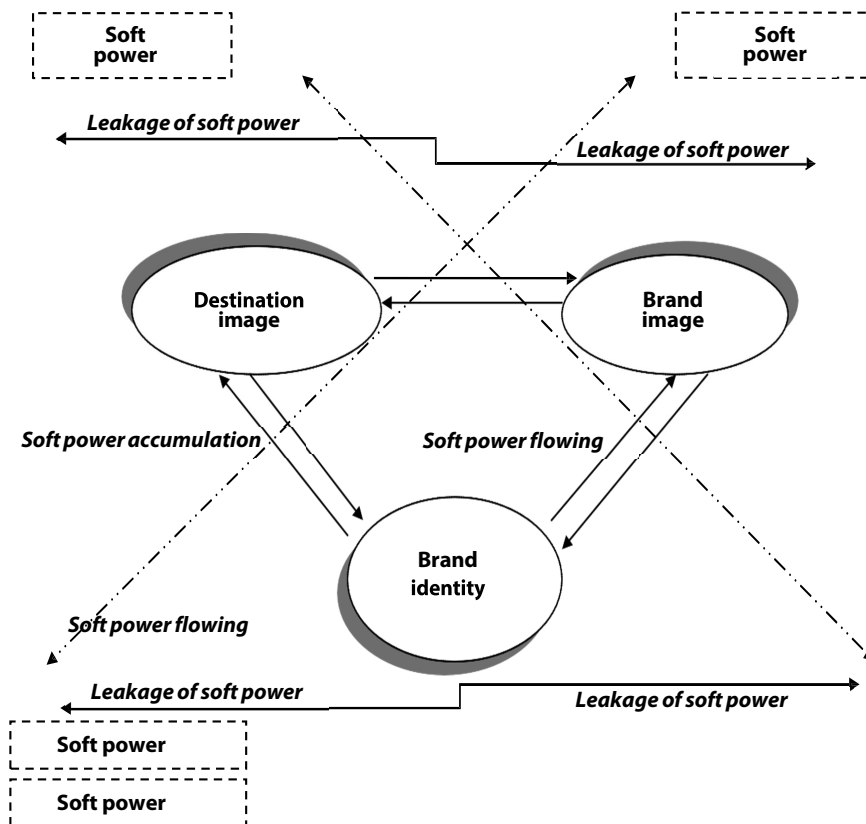 Soft
power
Soft
power
Leakage of soft power
Leakage of soft power
Destination
image
Brand
image
Soft power accumulation
Soft power flowing
Brand
identity
Soft power flowing
Leakage of soft power
Leakage of soft power
Soft power
Soft power